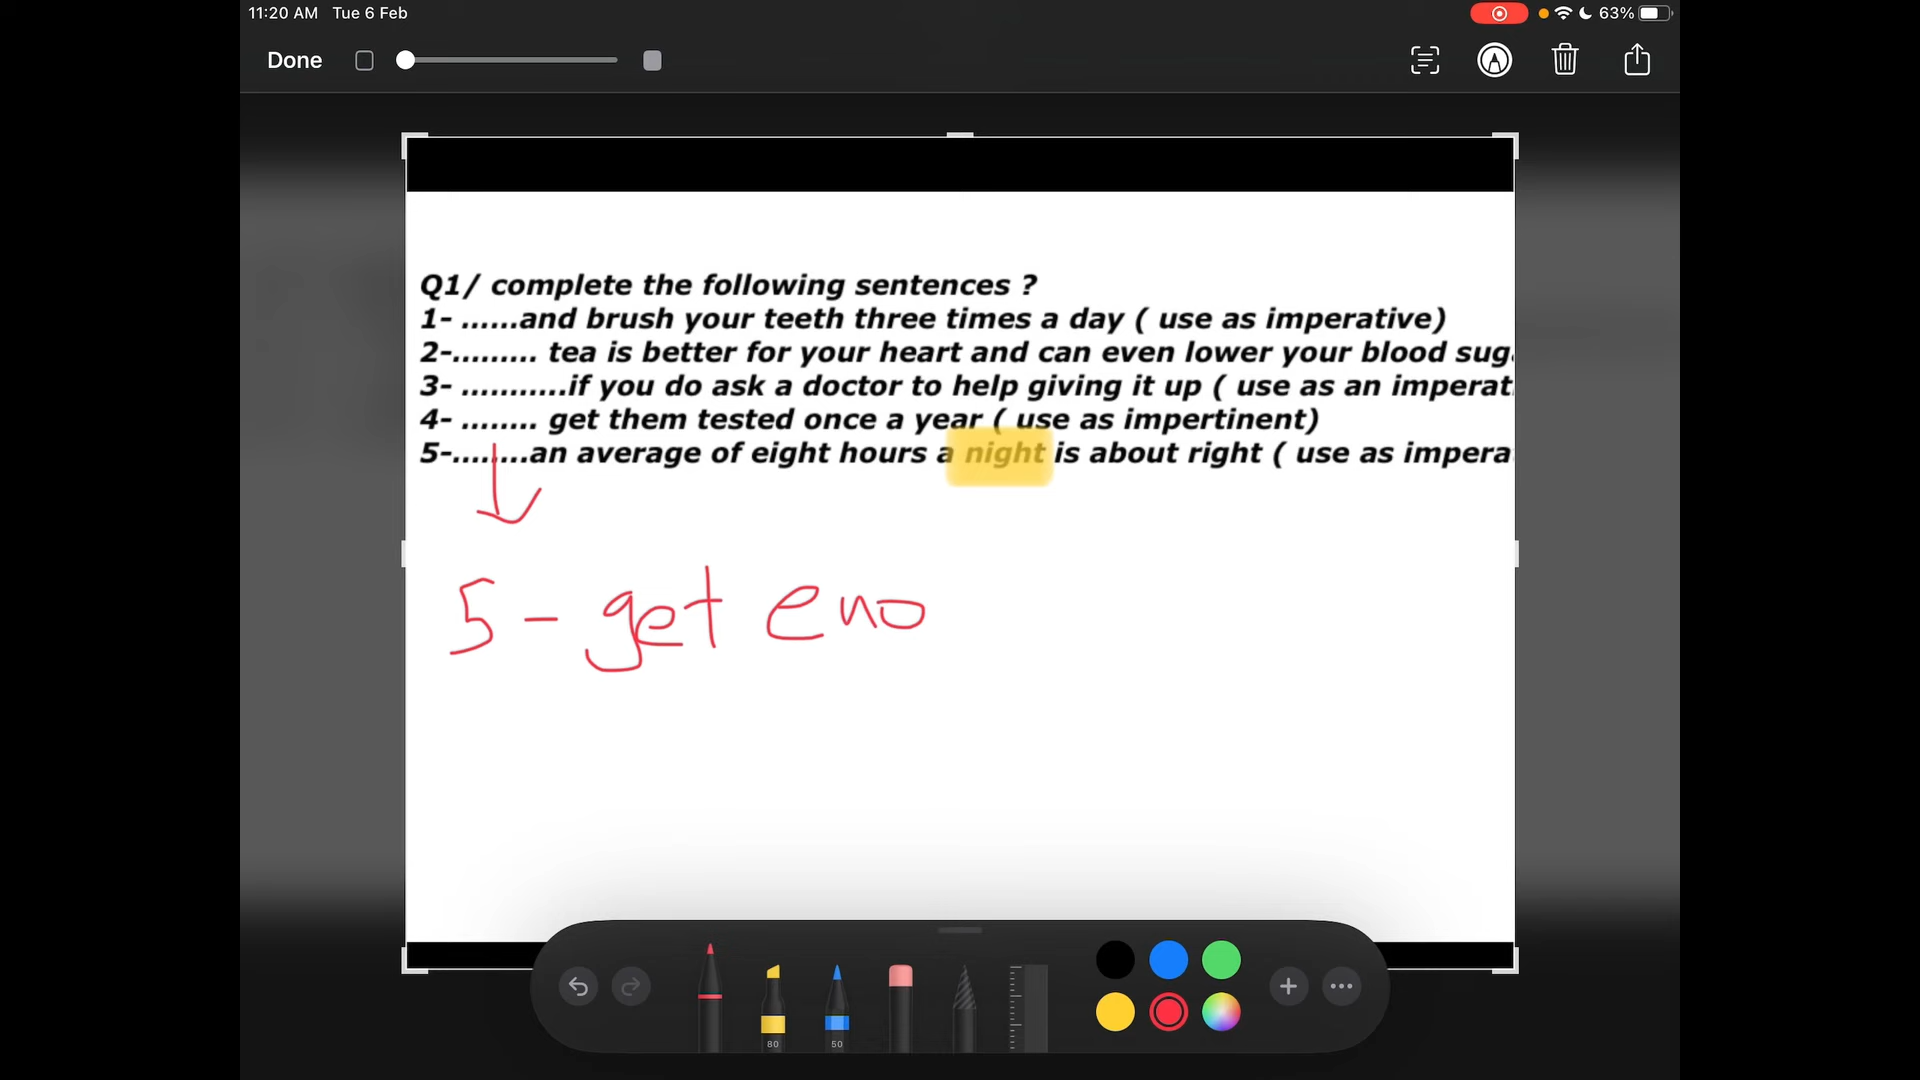 11:20 AM Tue 6 Feb 63%
Done
Q1/ complete the following sentences ?
1- ......and brush your teeth three times a day ( use as imperative)
2-......... tea is better for your heart and can even lower your blood sug
3- ...........if you do ask a doctor to help giving it up ( use as an imperat
4- ........ get them tested once a year ( use as impertinent)
5-........an average of eight hours a night is about right ( use as impera
5- get eno
80 50